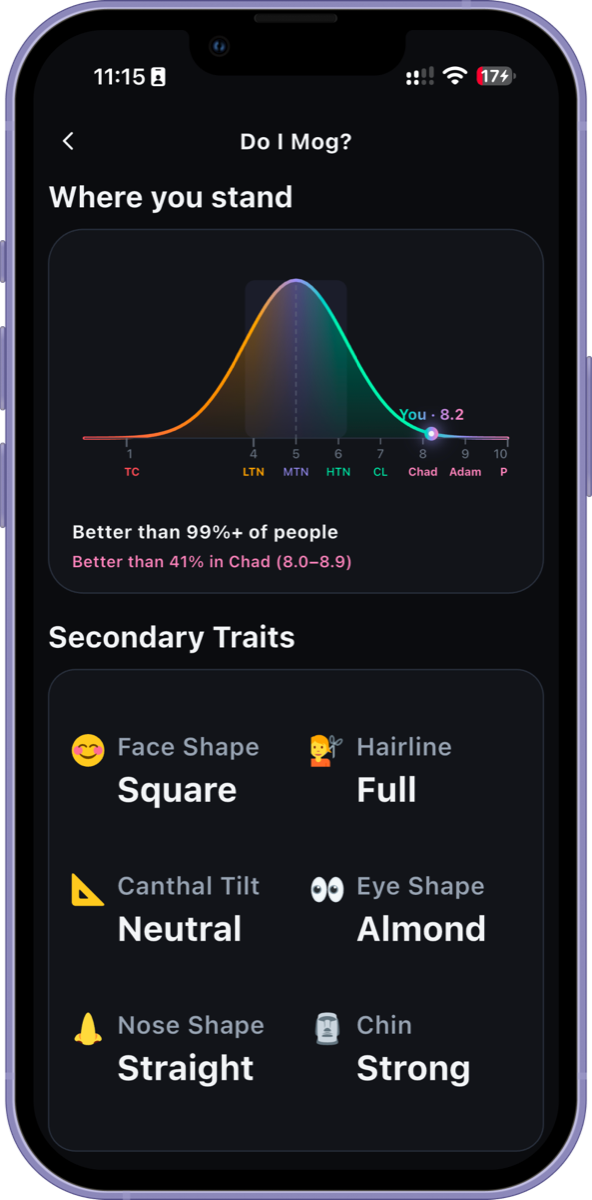 11:15
17
Do I Mog?
Where you stand
You · 8.2
1 4 5 6 7 8 9 10
TC LTN MTN HTN CL Chad Adam P
Better than 99%+ of people
Better than 41% in Chad (8.0–8.9)
Secondary Traits
Face Shape
Square
Hairline
Full
Canthal Tilt
Neutral
Eye Shape
Almond
Nose Shape
Straight
Chin
Strong